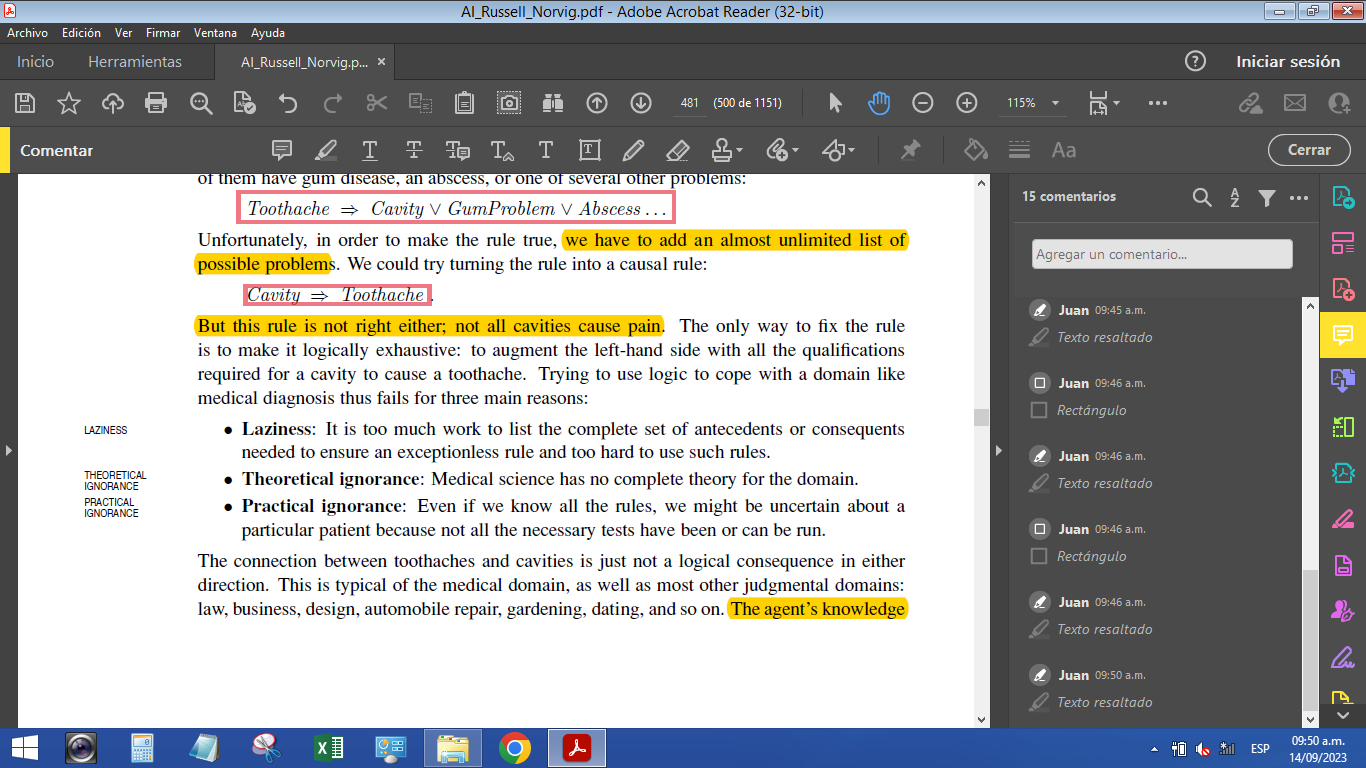 AI_Russell_Norvig.pdf - Adobe Acrobat Reader (32-bit)
Archivo Edición Ver Firmar Ventana Ayuda
Inicio Herramientas AI_Russell_Norvig.p... × Iniciar sesión
481 (500 de 1151) 115%
Comentar Cerrar
of them have gum disease, an abscess, or one of several other problems:
Toothache ⇒ Cavity ∨ GumProblem ∨ Abscess . . .
Unfortunately, in order to make the rule true, we have to add an almost unlimited list of
possible problems. We could try turning the rule into a causal rule:
Cavity ⇒ Toothache .
But this rule is not right either; not all cavities cause pain. The only way to fix the rule
is to make it logically exhaustive: to augment the left-hand side with all the qualifications
required for a cavity to cause a toothache. Trying to use logic to cope with a domain like
medical diagnosis thus fails for three main reasons:
LAZINESS
• Laziness: It is too much work to list the complete set of antecedents or consequents
needed to ensure an exceptionless rule and too hard to use such rules.
THEORETICAL
IGNORANCE
• Theoretical ignorance: Medical science has no complete theory for the domain.
PRACTICAL
IGNORANCE
• Practical ignorance: Even if we know all the rules, we might be uncertain about a
particular patient because not all the necessary tests have been or can be run.
The connection between toothaches and cavities is just not a logical consequence in either
direction. This is typical of the medical domain, as well as most other judgmental domains:
law, business, design, automobile repair, gardening, dating, and so on. The agent's knowledge
15 comentarios
Agregar un comentario...
Juan 09:45 a.m.
Texto resaltado
Juan 09:46 a.m.
Rectángulo
Juan 09:46 a.m.
Texto resaltado
Juan 09:46 a.m.
Rectángulo
Juan 09:46 a.m.
Texto resaltado
Juan 09:50 a.m.
Texto resaltado
ESP
09:50 a.m.
14/09/2023